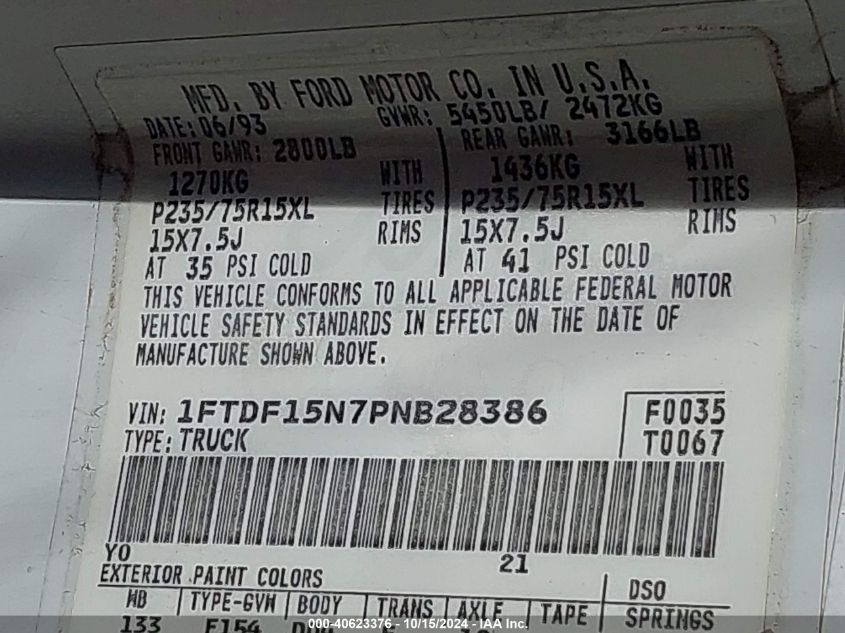 MFD. BY FORD MOTOR CO. IN U.S.A.
DATE: 06/93 GVWR: 5450LB/ 2472KG
FRONT GAWR: 2800LB REAR GAWR: 3166LB
1270KG WITH 1436KG WITH
P235/75R15XL TIRES P235/75R15XL TIRES
15X7.5J RIMS 15X7.5J RIMS
AT 35 PSI COLD AT 41 PSI COLD
THIS VEHICLE CONFORMS TO ALL APPLICABLE FEDERAL MOTOR
VEHICLE SAFETY STANDARDS IN EFFECT ON THE DATE OF
MANUFACTURE SHOWN ABOVE.
VIN: 1FTDF15N7PNB28386 F0035
TYPE: TRUCK T0067
YO 21
EXTERIOR PAINT COLORS DSO
WB TYPE-GVW BODY TRANS AXLE TAPE SPRINGS
133 F154
000-40623376 - 10/15/2024 - IAA Inc.